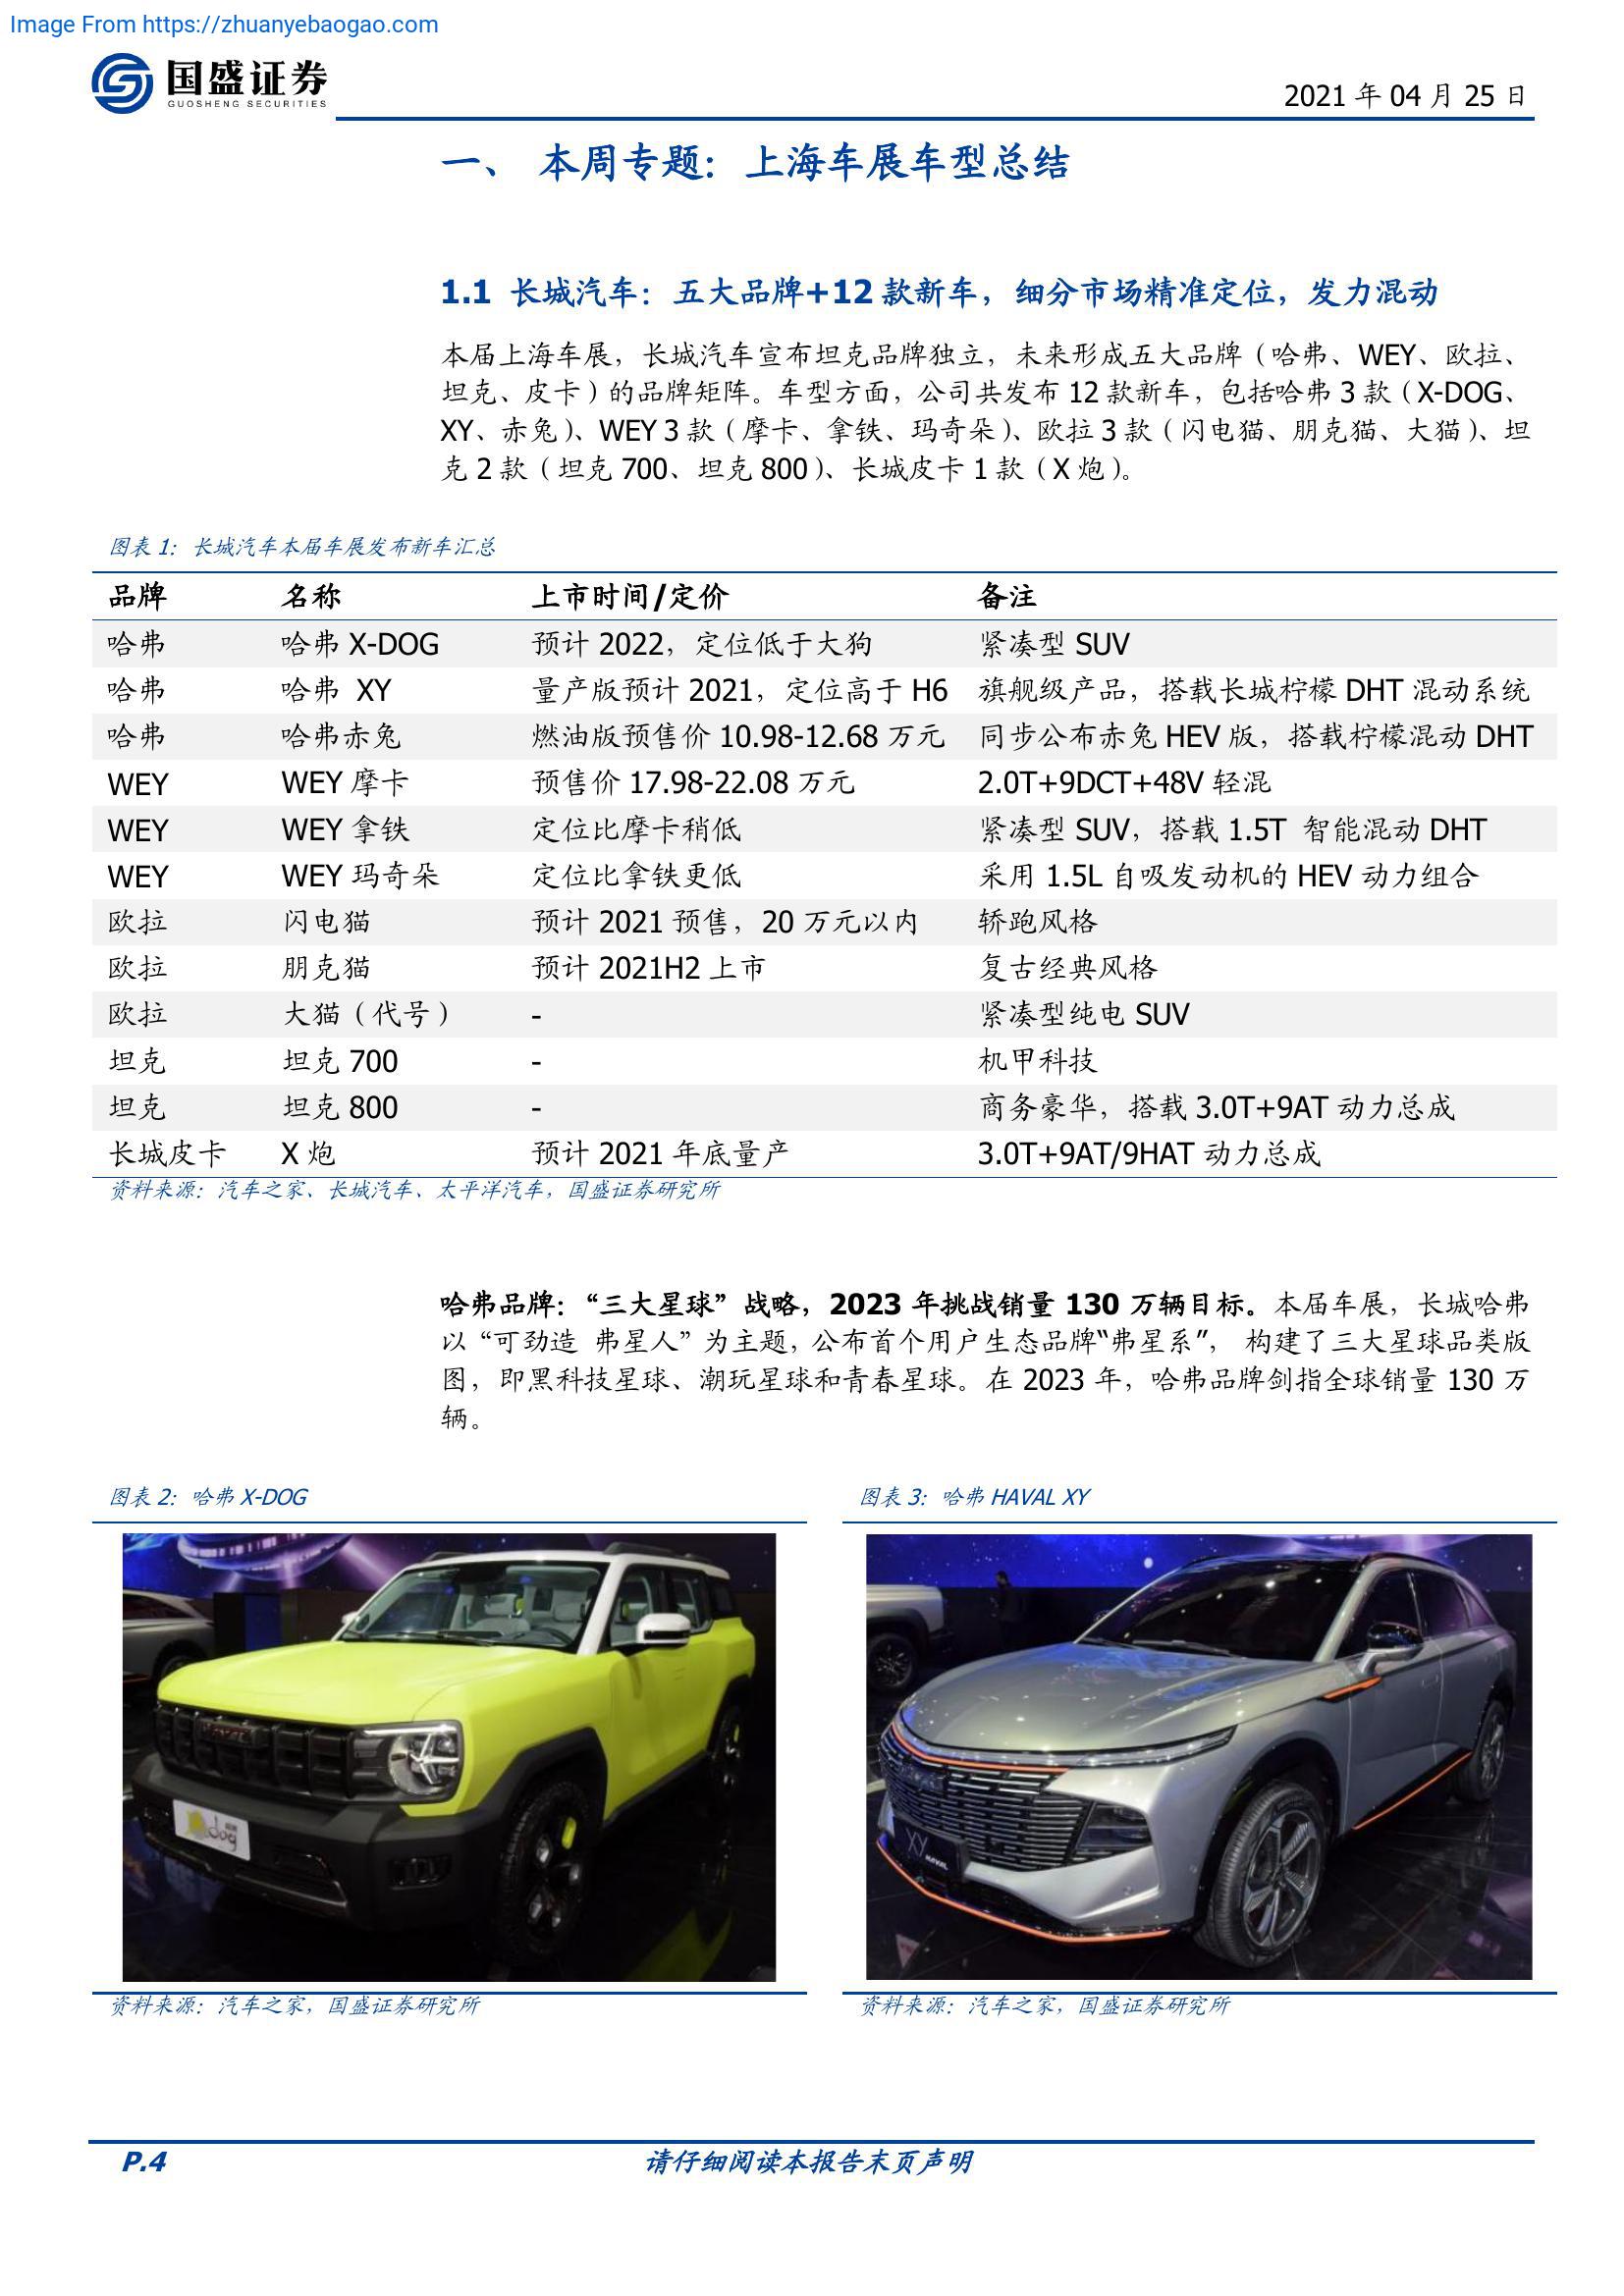 Image From https://zhuanyebaogao.com
国盛证券
GUOSHENG SECURITIES
2021 年 04 月 25 日
一、 本周专题：上海车展车型总结
1.1 长城汽车：五大品牌+12 款新车，细分市场精准定位，发力混动
本届上海车展，长城汽车宣布坦克品牌独立，未来形成五大品牌（哈弗、WEY、欧拉、
坦克、皮卡）的品牌矩阵。车型方面，公司共发布 12 款新车，包括哈弗 3 款（X-DOG、
XY、赤兔）、WEY 3 款（摩卡、拿铁、玛奇朵）、欧拉 3 款（闪电猫、朋克猫、大猫）、坦
克 2 款（坦克 700、坦克 800）、长城皮卡 1 款（X 炮）。
图表 1：长城汽车本届车展发布新车汇总
品牌 名称 上市时间/定价 备注
哈弗 哈弗 X-DOG 预计 2022，定位低于大狗 紧凑型 SUV
哈弗 哈弗 XY 量产版预计 2021，定位高于 H6 旗舰级产品，搭载长城柠檬 DHT 混动系统
哈弗 哈弗赤兔 燃油版预售价 10.98-12.68 万元 同步公布赤兔 HEV 版，搭载柠檬混动 DHT
WEY WEY 摩卡 预售价 17.98-22.08 万元 2.0T+9DCT+48V 轻混
WEY WEY 拿铁 定位比摩卡稍低 紧凑型 SUV，搭载 1.5T 智能混动 DHT
WEY WEY 玛奇朵 定位比拿铁更低 采用 1.5L 自吸发动机的 HEV 动力组合
欧拉 闪电猫 预计 2021 预售，20 万元以内 轿跑风格
欧拉 朋克猫 预计 2021H2 上市 复古经典风格
欧拉 大猫（代号） - 紧凑型纯电 SUV
坦克 坦克 700 - 机甲科技
坦克 坦克 800 - 商务豪华，搭载 3.0T+9AT 动力总成
长城皮卡 X 炮 预计 2021 年底量产 3.0T+9AT/9HAT 动力总成
资料来源：汽车之家、长城汽车、太平洋汽车，国盛证券研究所
哈弗品牌：“三大星球”战略，2023 年挑战销量 130 万辆目标。本届车展，长城哈弗
以“可劲造 弗星人”为主题，公布首个用户生态品牌“弗星系”， 构建了三大星球品类版
图，即黑科技星球、潮玩星球和青春星球。在 2023 年，哈弗品牌剑指全球销量 130 万
辆。
图表 2：哈弗 X-DOG 图表 3：哈弗 HAVAL XY
dog
XY HAVAL
资料来源：汽车之家，国盛证券研究所 资料来源：汽车之家，国盛证券研究所
P.4 请仔细阅读本报告末页声明